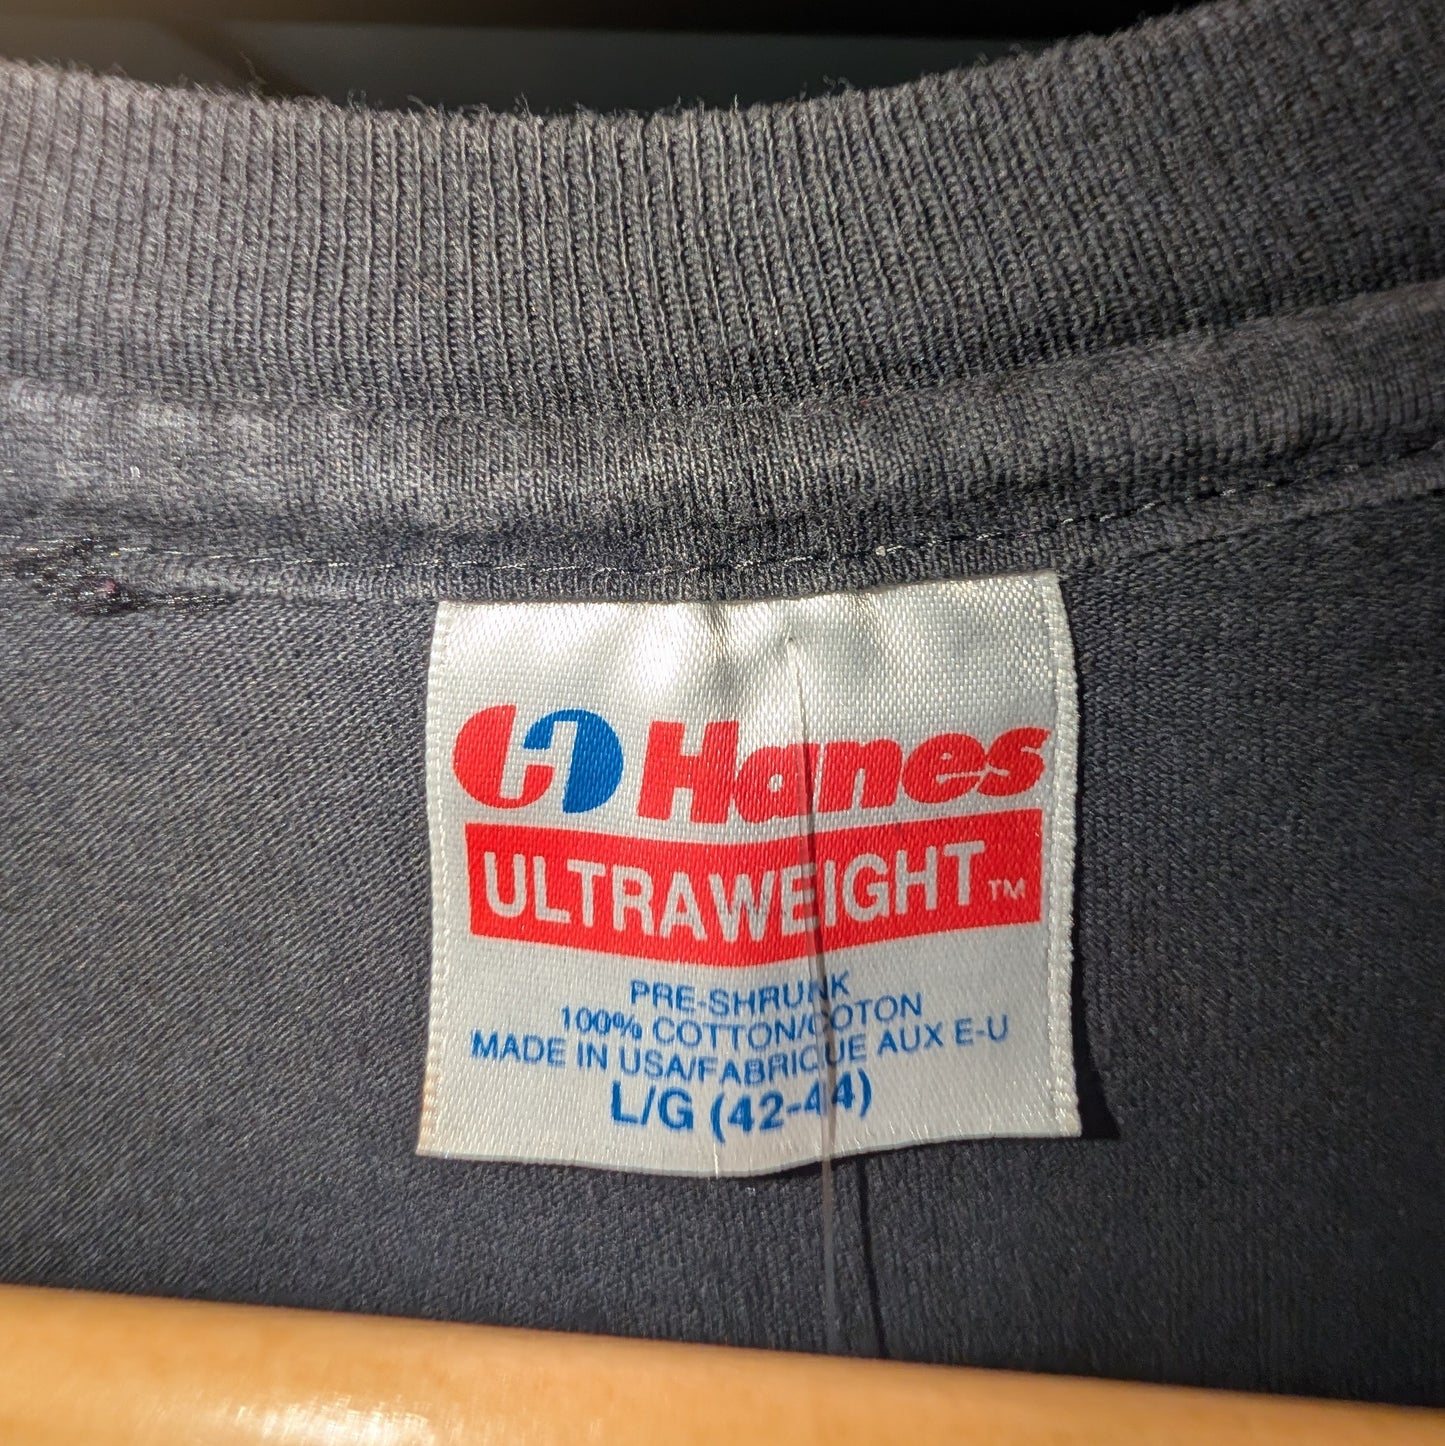 Hanes
ULTRAWEIGHT™
PRE-SHRUNK
100% COTTON/COTON
MADE IN USA/FABRIQUE AUX E-U
L/G (42-44)